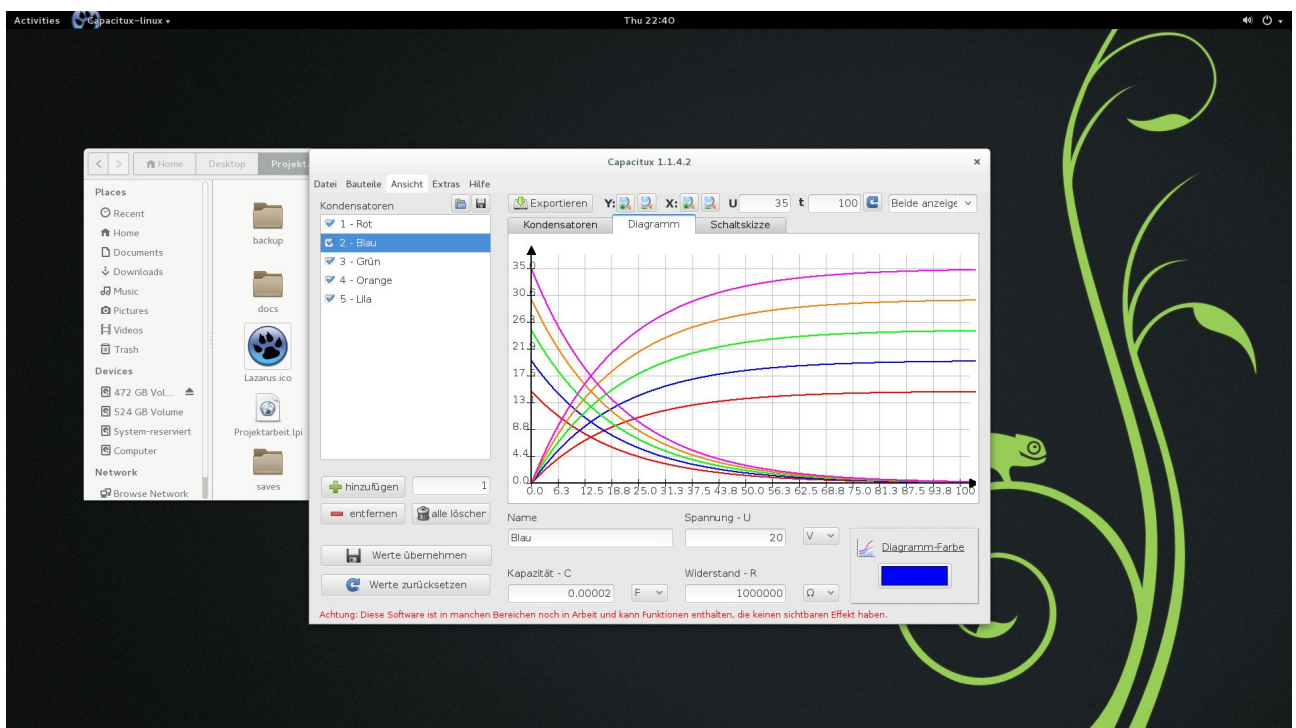 Activities Capacitux-linux Thu 22:40
Home Desktop Projekt
Places
Recent
Home
Documents
Downloads
Music
Pictures
Videos
Trash
Devices
472 GB Vol...
524 GB Volume
System-reserviert
Computer
Network
Browse Network
backup
docs
Lazarus.ico
Projektarbeit.lpi
saves
Capacitux 1.1.4.2
Datei Bauteile Ansicht Extras Hilfe
Kondensatoren
1 - Rot
2 - Blau
3 - Grün
4 - Orange
5 - Lila
hinzufügen 1
entfernen alle löscher
Werte übernehmen
Werte zurücksetzen
Exportieren Y: X: U 35 t 100 Beide anzeige
Kondensatoren Diagramm Schaltskizze
35.0
30.6
26.3
21.9
17.5
13.1
8.8
4.4
0.0
0.0 6.3 12.5 18.8 25.0 31.3 37.5 43.8 50.0 56.3 62.5 68.8 75.0 81.3 87.5 93.8 100
Name Spannung - U
Blau 20 V
Diagramm-Farbe
Kapazität - C Widerstand - R
0.00002 F 1000000 Ω
Achtung: Diese Software ist in manchen Bereichen noch in Arbeit und kann Funktionen enthalten, die keinen sichtbaren Effekt haben.